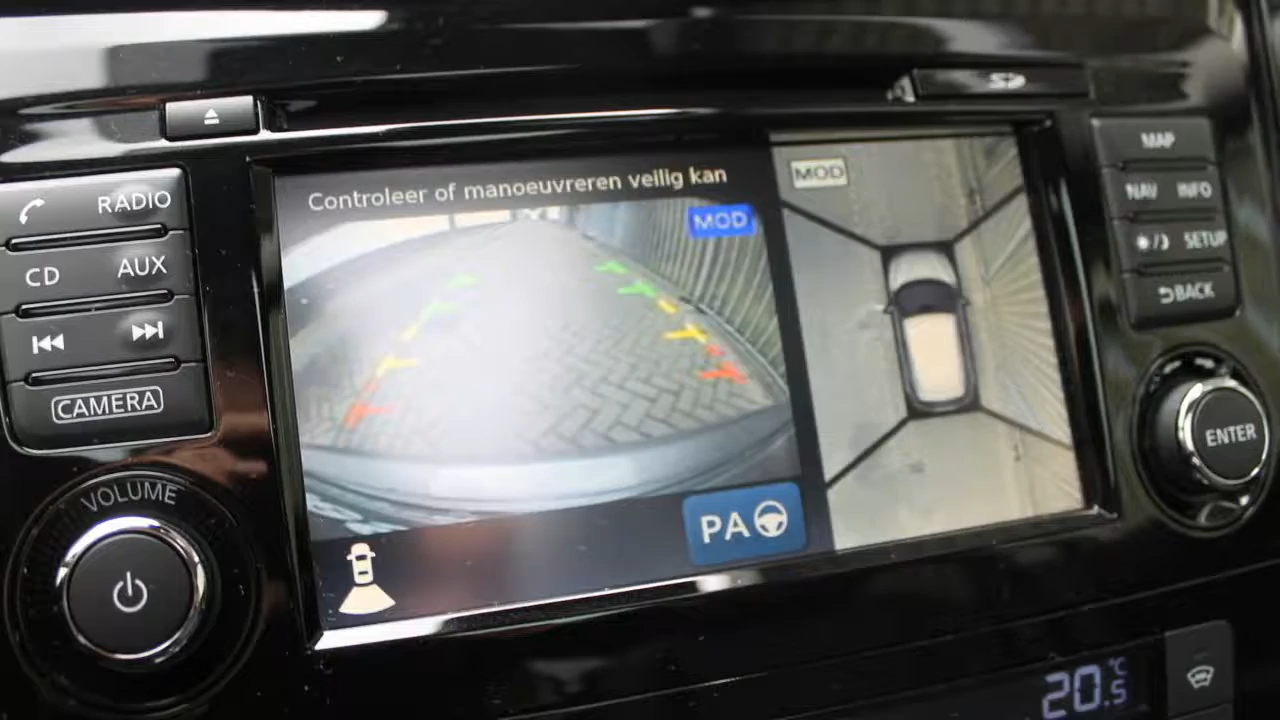 RADIO
CD AUX
CAMERA
VOLUME
Controleer of manoeuvreren veilig kan
MOD
PA
MOD
MAP
NAV INFO
SETUP
BACK
ENTER
20.5 °C